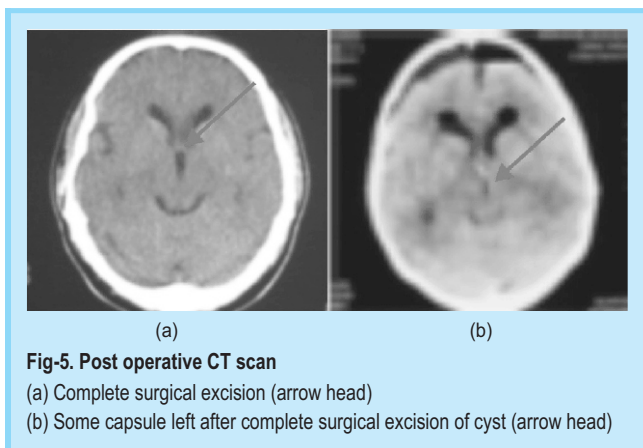 (a) (b)
Fig-5. Post operative CT scan
(a) Complete surgical excision (arrow head)
(b) Some capsule left after complete surgical excision of cyst (arrow head)